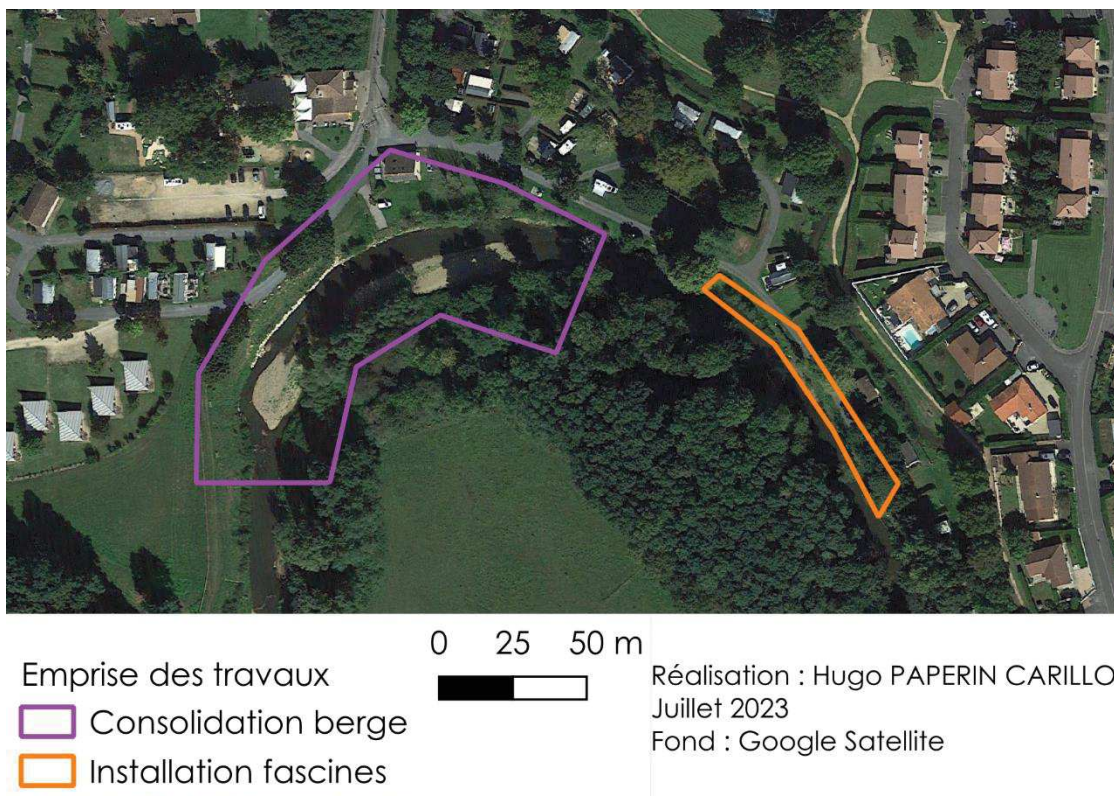 0 25 50 m
Emprise des travaux
Consolidation berge
Installation fascines
Réalisation : Hugo PAPERIN CARILLO
Juillet 2023
Fond : Google Satellite